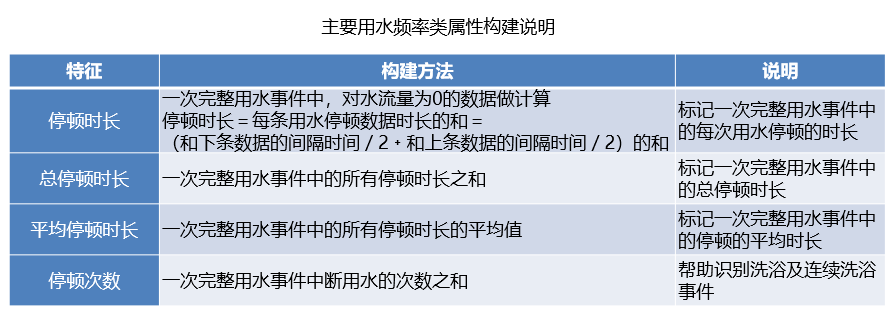 主要用水频率类属性构建说明
特征 构建方法 说明
停顿时长
一次完整用水事件中，对水流量为0的数据做计算
停顿时长＝每条用水停顿数据时长的和＝
（和下条数据的间隔时间／2﹢和上条数据的间隔时间／2）的和
标记一次完整用水事件中
的每次用水停顿的时长
总停顿时长
一次完整用水事件中的所有停顿时长之和
标记一次完整用水事件中
的总停顿时长
平均停顿时长
一次完整用水事件中的所有停顿时长的平均值
标记一次完整用水事件中
的停顿的平均时长
停顿次数
一次完整用水事件中断用水的次数之和
帮助识别洗浴及连续洗浴
事件